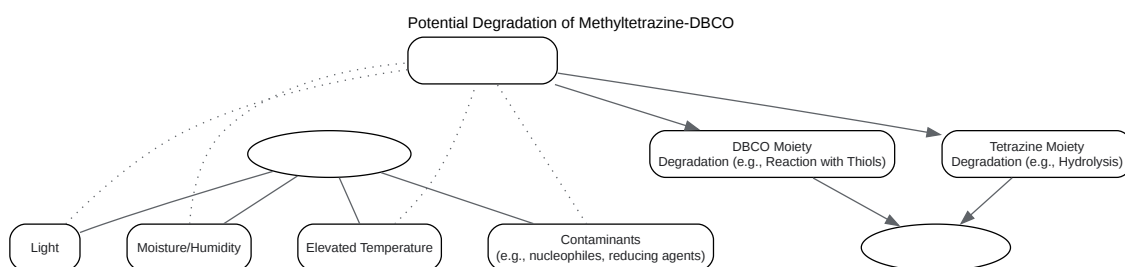 Potential Degradation of Methyltetrazine-DBCO
DBCO Moiety
Degradation (e.g., Reaction with Thiols)
Tetrazine Moiety
Degradation (e.g., Hydrolysis)
Light
Moisture/Humidity
Elevated Temperature
Contaminants
(e.g., nucleophiles, reducing agents)